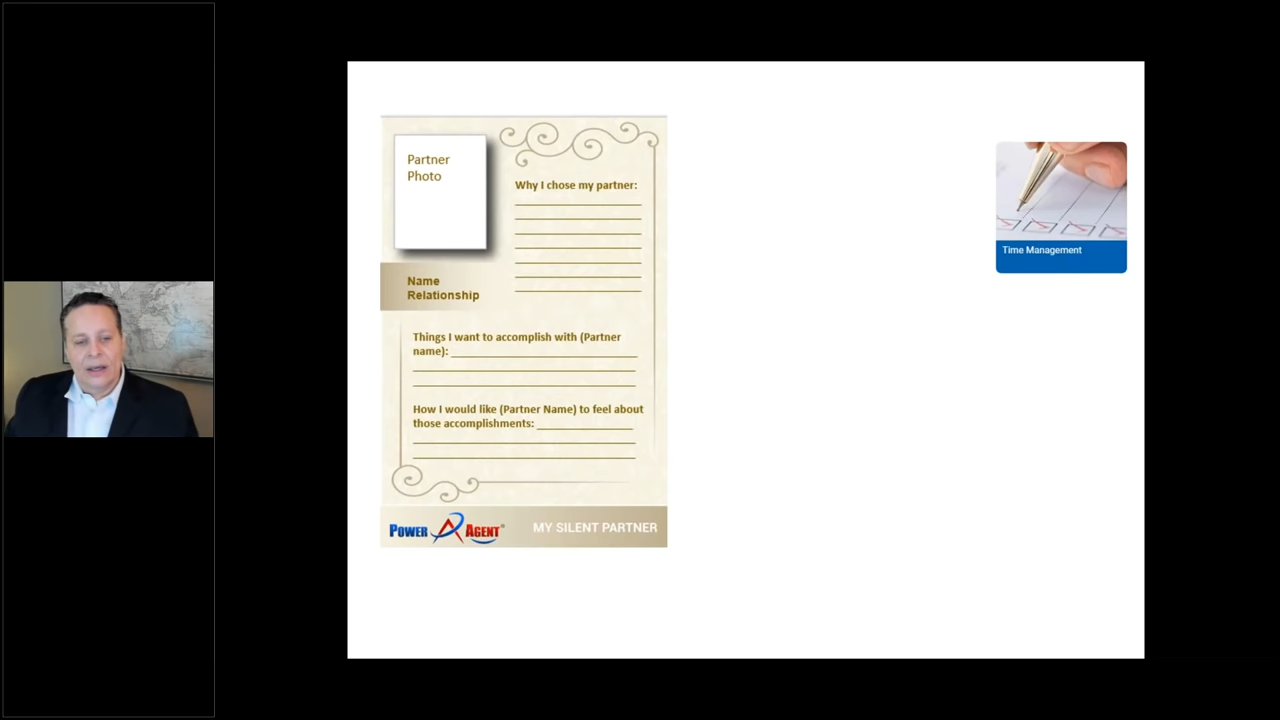 Partner
Photo
Why I chose my partner:
Name
Relationship
Things I want to accomplish with (Partner
name):
How I would like (Partner Name) to feel about
those accomplishments:
POWER AGENT®
MY SILENT PARTNER
Time Management